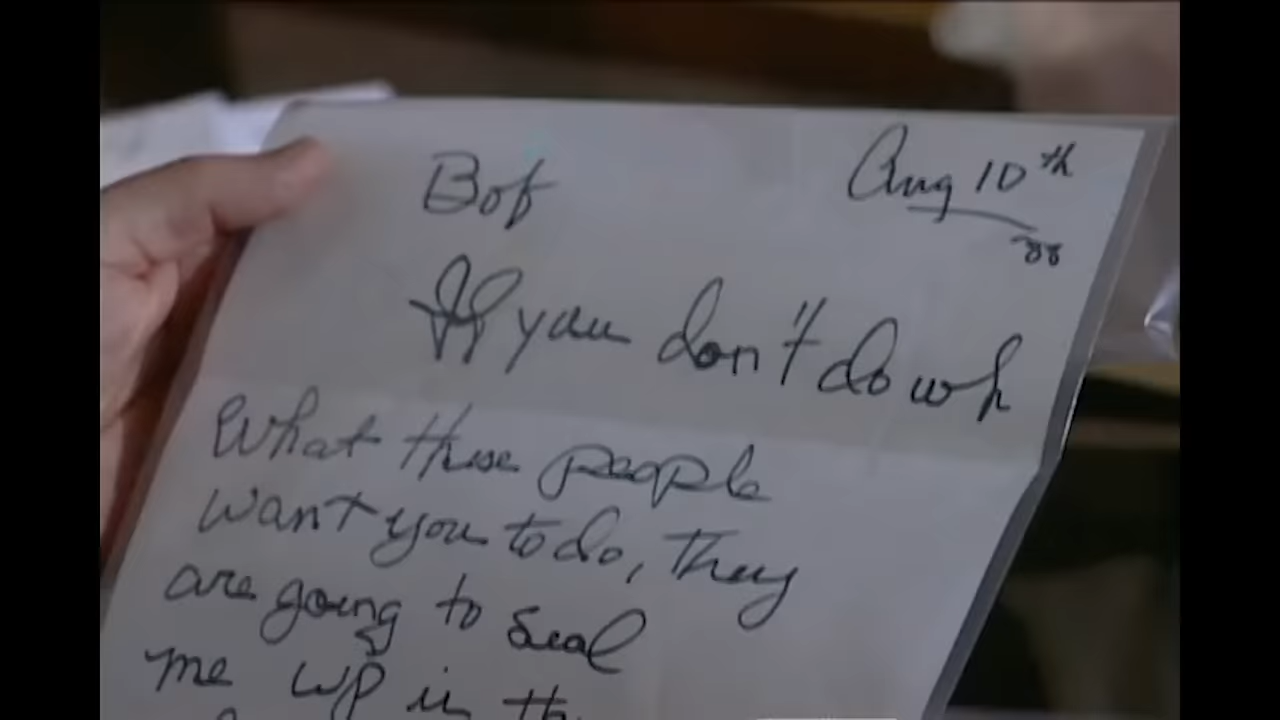 Bob
Aug 10th
88
If you don't do wh
What these people
want you to do, they
are going to seal
me up in